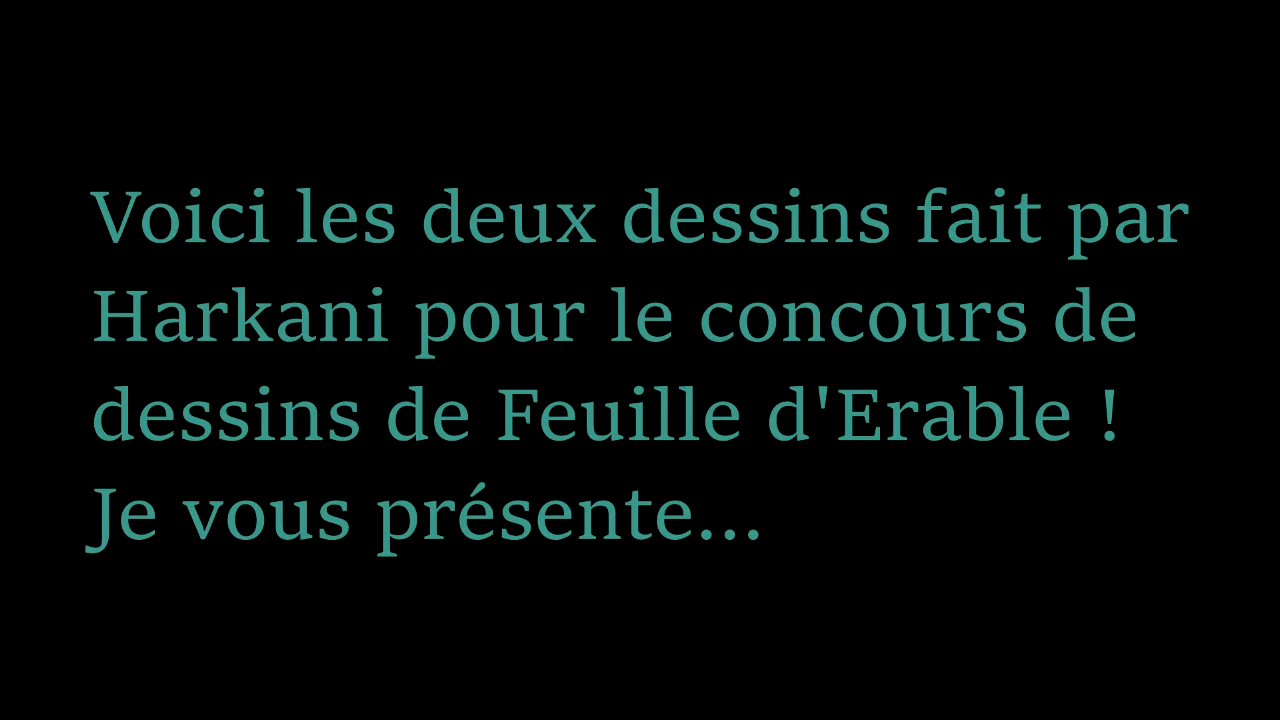 Voici les deux dessins fait par
Harkani pour le concours de
dessins de Feuille d'Erable !
Je vous présente...